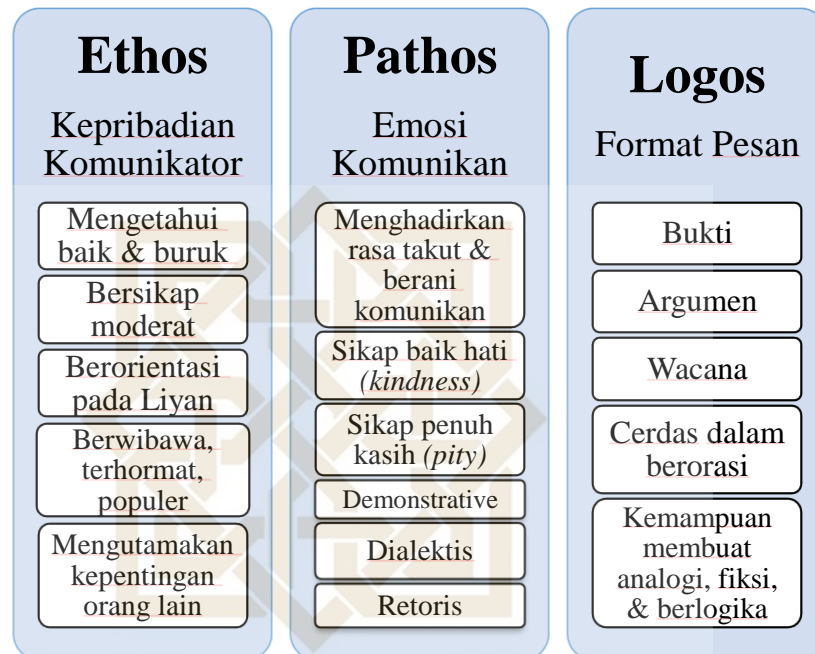 Ethos
Kepribadian
Komunikator
Mengetahui
baik & buruk
Bersikap
moderat
Berorientasi
pada Liyan
Berwibawa,
terhormat,
populer
Mengutamakan
kepentingan
orang lain
Pathos
Emosi
Komunikan
Menghadirkan
rasa takut &
berani
komunikan
Sikap baik hati
(kindness)
Sikap penuh
kasih (pity)
Demonstrative
Dialektis
Retoris
Logos
Format Pesan
Bukti
Argumen
Wacana
Cerdas dalam
berorasi
Kemampuan
membuat
analogi, fiksi,
& berlogika